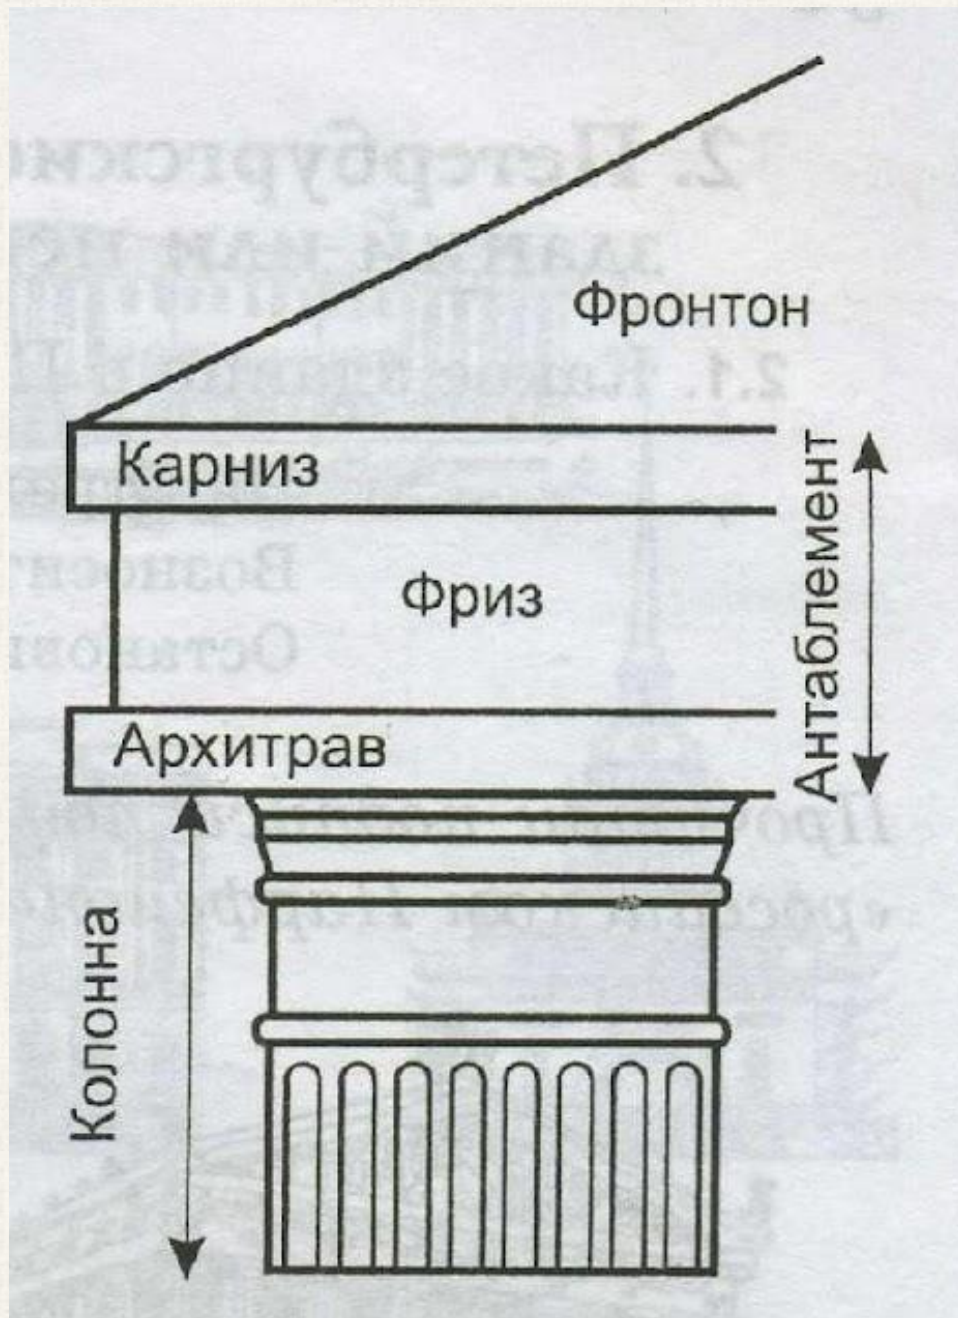 Фронтон
Карниз
Фриз
Антаблемент
Архитрав
Колонна